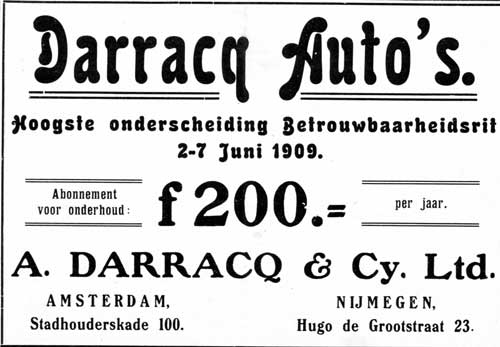 Darracq Auto's.
Hoogste onderscheiding Betrouwbaarheidsrit
2-7 Juni 1909.
Abonnement
voor onderhoud:
f 200.=
per jaar.
A. DARRACQ & Cy. Ltd.
AMSTERDAM,
Stadhouderskade 100.
NIJMEGEN,
Hugo de Grootstraat 23.